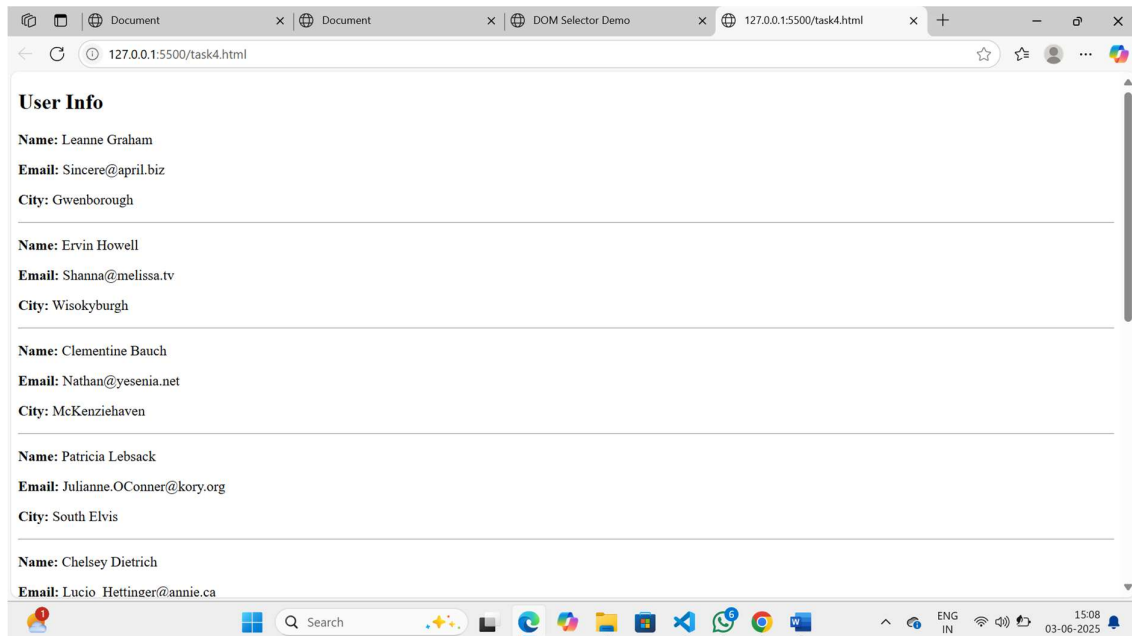 Document
Document
DOM Selector Demo
127.0.0.1:5500/task4.html
127.0.0.1:5500/task4.html
User Info
Name: Leanne Graham
Email: Sincere@april.biz
City: Gwenborough
Name: Ervin Howell
Email: Shanna@melissa.tv
City: Wisokyburgh
Name: Clementine Bauch
Email: Nathan@yesenia.net
City: McKenziehaven
Name: Patricia Lebsack
Email: Julianne.OConner@kory.org
City: South Elvis
Name: Chelsey Dietrich
Email: Lucio_Hettinger@annie.ca
1
Search
6
ENG
IN
15:08
03-06-2025